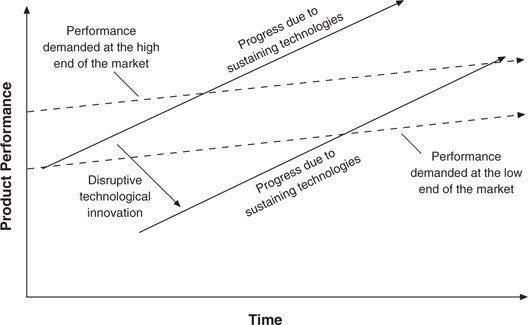 Performance
demanded at the high
end of the market
Progress due to
sustaining technologies
Product Performance
Disruptive
technological
innovation
Progress due to
sustaining technologies
Performance
demanded at the low
end of the market
Time